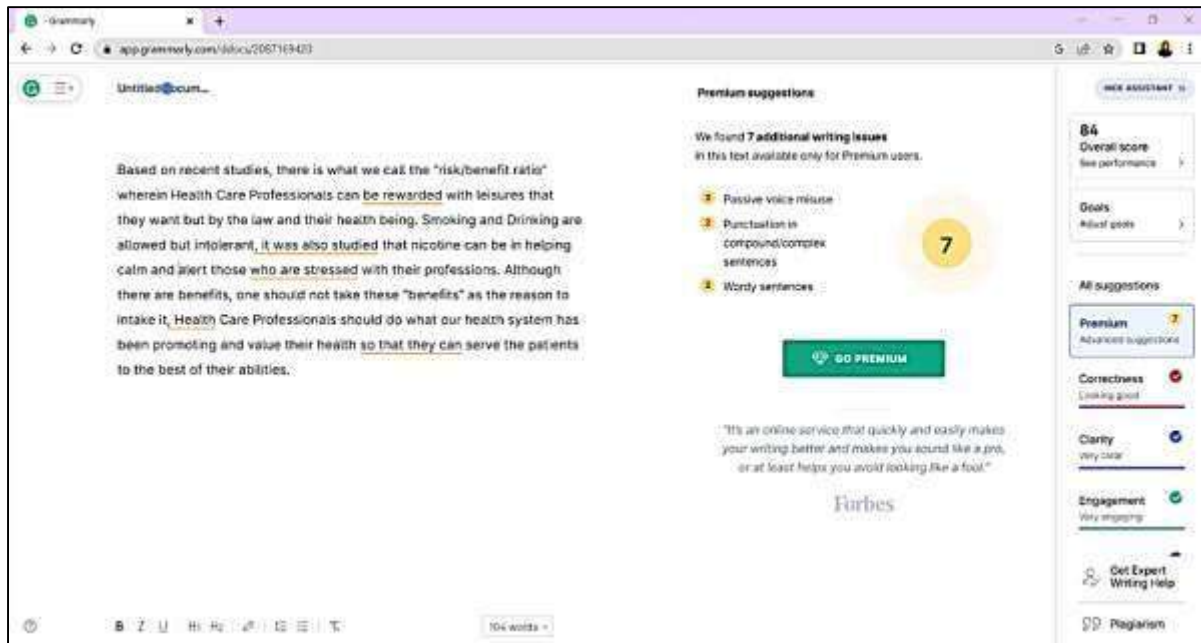 - Grammarly
app.grammarly.com/ddocs/2087169420
Untitled ocum...
Based on recent studies, there is what we call the "risk/benefit ratio"
wherein Health Care Professionals can be rewarded with leisures that
they want but by the law and their health being. Smoking and Drinking are
allowed but intolerant, it was also studied that nicotine can be in helping
calm and alert those who are stressed with their professions. Although
there are benefits, one should not take these "benefits" as the reason to
intake it, Health Care Professionals should do what our health system has
been promoting and value their health so that they can serve the patients
to the best of their abilities.
B I U H1 H2
104 words
Premium suggestions
We found 7 additional writing issues
in this text available only for Premium users.
Passive voice misuse
Punctuation in
compound/complex
sentences
Wordy sentences
7
GO PREMIUM
"It's an online service that quickly and easily makes
your writing better and makes you sound like a pro,
or at least helps you avoid looking like a fool."
Forbes
HIDE ASSISTANT
84
Overall score
See performance
Goals
Adjust goals
All suggestions
Premium 7
Advanced suggestions
Correctness
Looking good
Clarity
Very clear
Engagement
Very engaging
Get Expert
Writing Help
Plagiarism